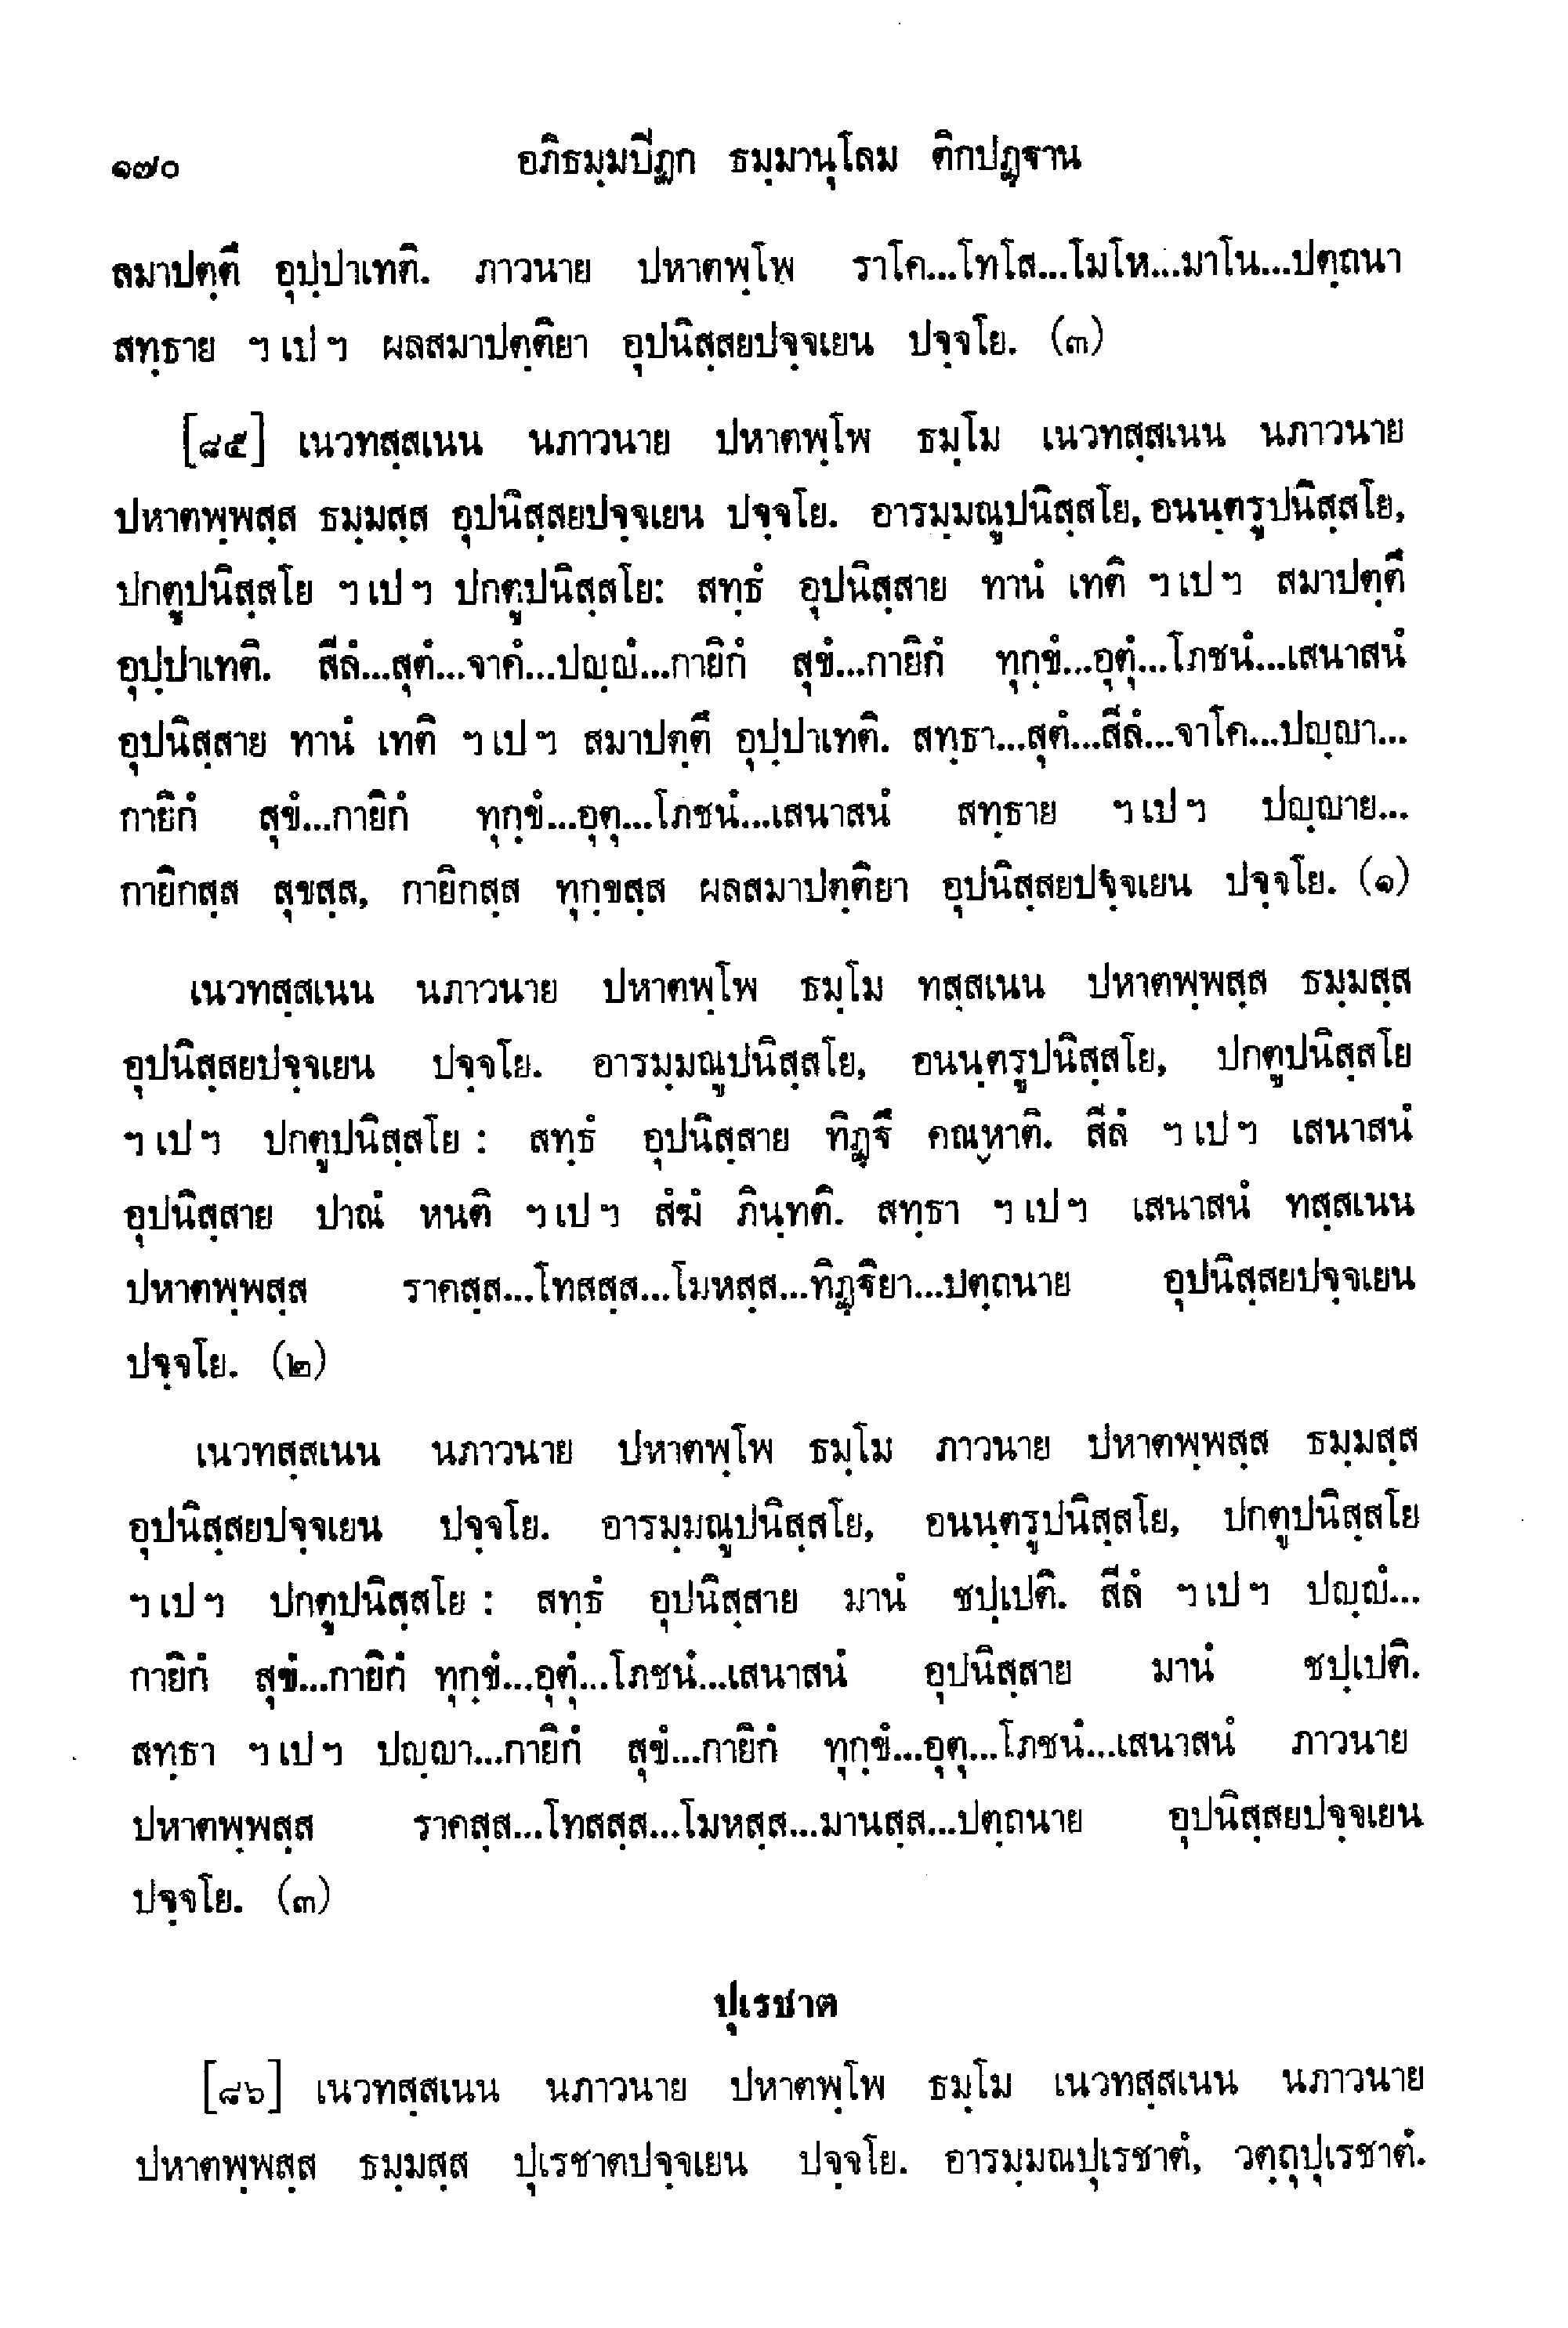 ๑๗๐ อภิธมฺมปีฏก ธมฺมานุโลม ติกปฏฺฐาน
สมาปตฺตึ อุปฺปาเทติ. ภาวนาย ปหาตพฺโพ ราโค...โทโส...โมโห...มาโน...ปตฺถนา
สทฺธาย ฯ เป ฯ ผลสมาปตฺติยา อุปนิสฺสยปจฺจเยน ปจฺจโย. (๓)
[๘๕] เนวทสฺสเนน นภาวนาย ปหาตพฺโพ ธมฺโม เนวทสฺสเนน นภาวนาย
ปหาตพฺพสฺส ธมฺมสฺส อุปนิสฺสยปจฺจเยน ปจฺจโย. อารมฺมณูปนิสฺสโย, อนนฺตรูปนิสฺสโย,
ปกตูปนิสฺสโย ฯ เป ฯ ปกตูปนิสฺสโย: สทฺธํ อุปนิสฺสาย ทานํ เทติ ฯ เป ฯ สมาปตฺตึ
อุปฺปาเทติ. สีลํ...สุตํ...จาคํ...ปญฺญํ...กายิกํ สุขํ...กายิกํ ทุกฺขํ...อุตุํ...โภชนํ...เสนาสนํ
อุปนิสฺสาย ทานํ เทติ ฯ เป ฯ สมาปตฺตึ อุปฺปาเทติ. สทฺธา...สุตํ...สีลํ...จาโค...ปญฺญา...
กายิกํ สุขํ...กายิกํ ทุกฺขํ...อุตุ...โภชนํ...เสนาสนํ สทฺธาย ฯ เป ฯ ปญฺญาย...
กายิกสฺส สุขสฺส, กายิกสฺส ทุกฺขสฺส ผลสมาปตฺติยา อุปนิสฺสยปจฺจเยน ปจฺจโย. (๑)
เนวทสฺสเนน นภาวนาย ปหาตพฺโพ ธมฺโม ทสฺสเนน ปหาตพฺพสฺส ธมฺมสฺส
อุปนิสฺสยปจฺจเยน ปจฺจโย. อารมฺมณูปนิสฺสโย, อนนฺตรูปนิสฺสโย, ปกตูปนิสฺสโย
ฯ เป ฯ ปกตูปนิสฺสโย : สทฺธํ อุปนิสฺสาย ทิฏฺฐึ คณฺหาติ. สีลํ ฯ เป ฯ เสนาสนํ
อุปนิสฺสาย ปาณํ หนติ ฯ เป ฯ สํฆํ ภินฺทติ. สทฺธา ฯ เป ฯ เสนาสนํ ทสฺสเนน
ปหาตพฺพสฺส ราคสฺส...โทสสฺส...โมหสฺส...ทิฏฺฐิยา...ปตฺถนาย อุปนิสฺสยปจฺจเยน
ปจฺจโย. (๒)
เนวทสฺสเนน นภาวนาย ปหาตพฺโพ ธมฺโม ภาวนาย ปหาตพฺพสฺส ธมฺมสฺส
อุปนิสฺสยปจฺจเยน ปจฺจโย. อารมฺมณูปนิสฺสโย, อนนฺตรูปนิสฺสโย, ปกตูปนิสฺสโย
ฯ เป ฯ ปกตูปนิสฺสโย : สทฺธํ อุปนิสฺสาย มานํ ชปฺเปติ. สีลํ ฯ เป ฯ ปญฺญํ...
กายิกํ สุขํ...กายิกํ ทุกฺขํ...อุตุํ...โภชนํ...เสนาสนํ อุปนิสฺสาย มานํ ชปฺเปติ.
สทฺธา ฯ เป ฯ ปญฺญา...กายิกํ สุขํ...กายิกํ ทุกฺขํ...อุตุ...โภชนํ...เสนาสนํ ภาวนาย
ปหาตพฺพสฺส ราคสฺส...โทสสฺส...โมหสฺส...มานสฺส...ปตฺถนาย อุปนิสฺสยปจฺจเยน
ปจฺจโย. (๓)
ปุเรชาต
[๘๖] เนวทสฺสเนน นภาวนาย ปหาตพฺโพ ธมฺโม เนวทสฺสเนน นภาวนาย
ปหาตพฺพสฺส ธมฺมสฺส ปุเรชาตปจฺจเยน ปจฺจโย. อารมฺมณปุเรชาตํ, วตฺถุปุเรชาตํ.